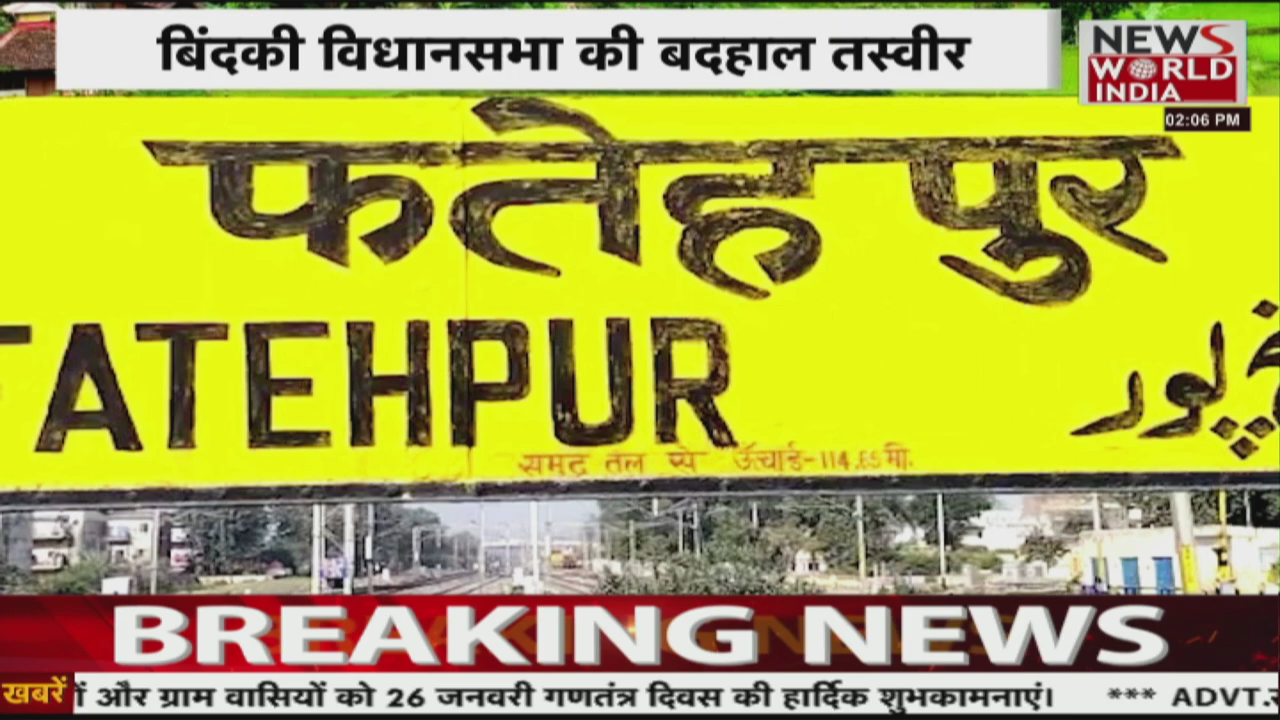 बिंदकी विधानसभा की बदहाल तस्वीर
NEWS
WORLD
INDIA
02:06 PM
फतेहपुर
FATEHPUR
समुद्र तल से ऊँचाई-114.65 मी.
BREAKING NEWS
खबरें
ों और ग्राम वासियों को 26 जनवरी गणतंत्र दिवस की हार्दिक शुभकामनाएं। *** ADVT.